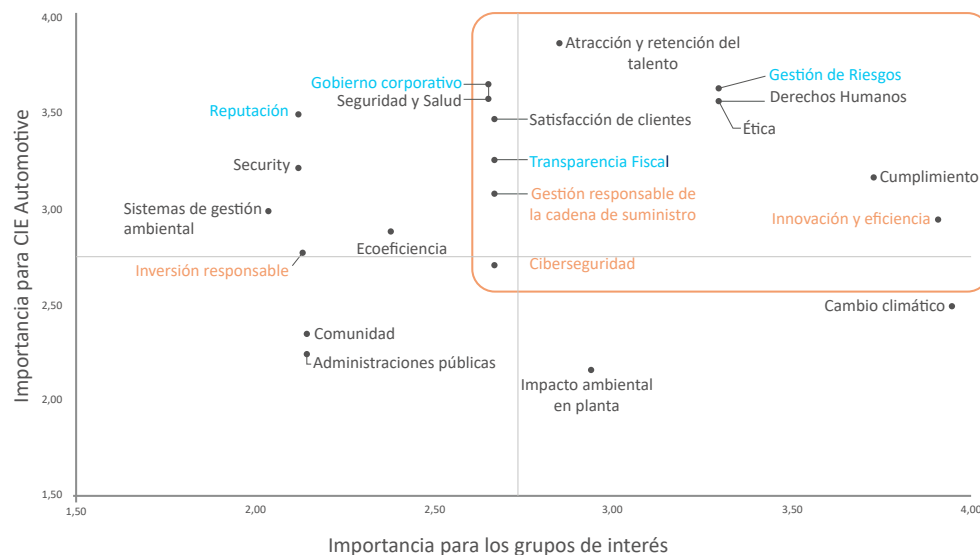 Importancia para CIE Automotive
4,00
3,50
3,00
2,50
2,00
1,50
Atracción y retención del
talento
Gobierno corporativo
Seguridad y Salud
Gestión de Riesgos
Derechos Humanos
Ética
Reputación
Satisfacción de clientes
Security
Transparencia Fiscal
Cumplimiento
Gestión responsable de
la cadena de suministro
Sistemas de gestión
ambiental
Innovación y eficiencia
Ecoeficiencia
Inversión responsable
Ciberseguridad
Cambio climático
Comunidad
Administraciones públicas
Impacto ambiental
en planta
1,50
2,00
2,50
3,00
3,50
4,00
Importancia para los grupos de interés